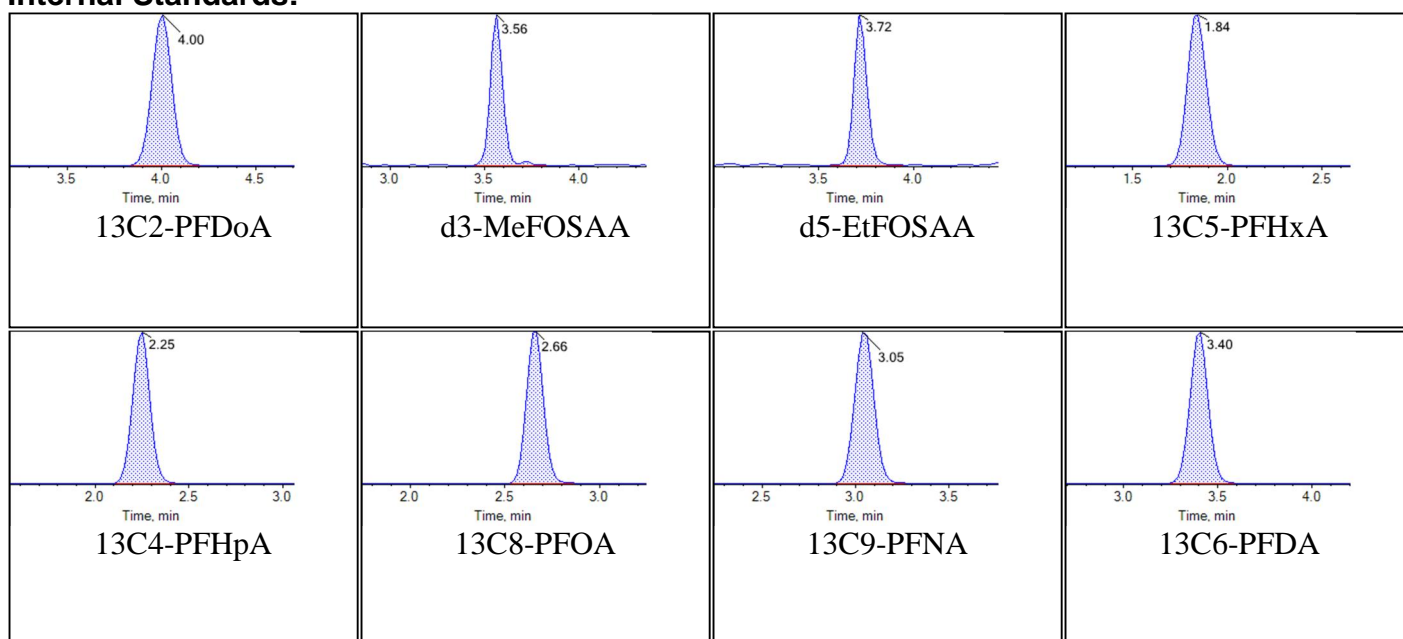 Internal Standards:
4.00
3.5 4.0 4.5
Time, min
13C2-PFDoA
3.56
3.0 3.5 4.0
Time, min
d3-MeFOSAA
3.72
3.5 4.0
Time, min
d5-EtFOSAA
1.84
1.5 2.0 2.5
Time, min
13C5-PFHxA
2.25
2.0 2.5 3.0
Time, min
13C4-PFHpA
2.66
2.0 2.5 3.0
Time, min
13C8-PFOA
3.05
2.5 3.0 3.5
Time, min
13C9-PFNA
3.40
3.0 3.5 4.0
Time, min
13C6-PFDA